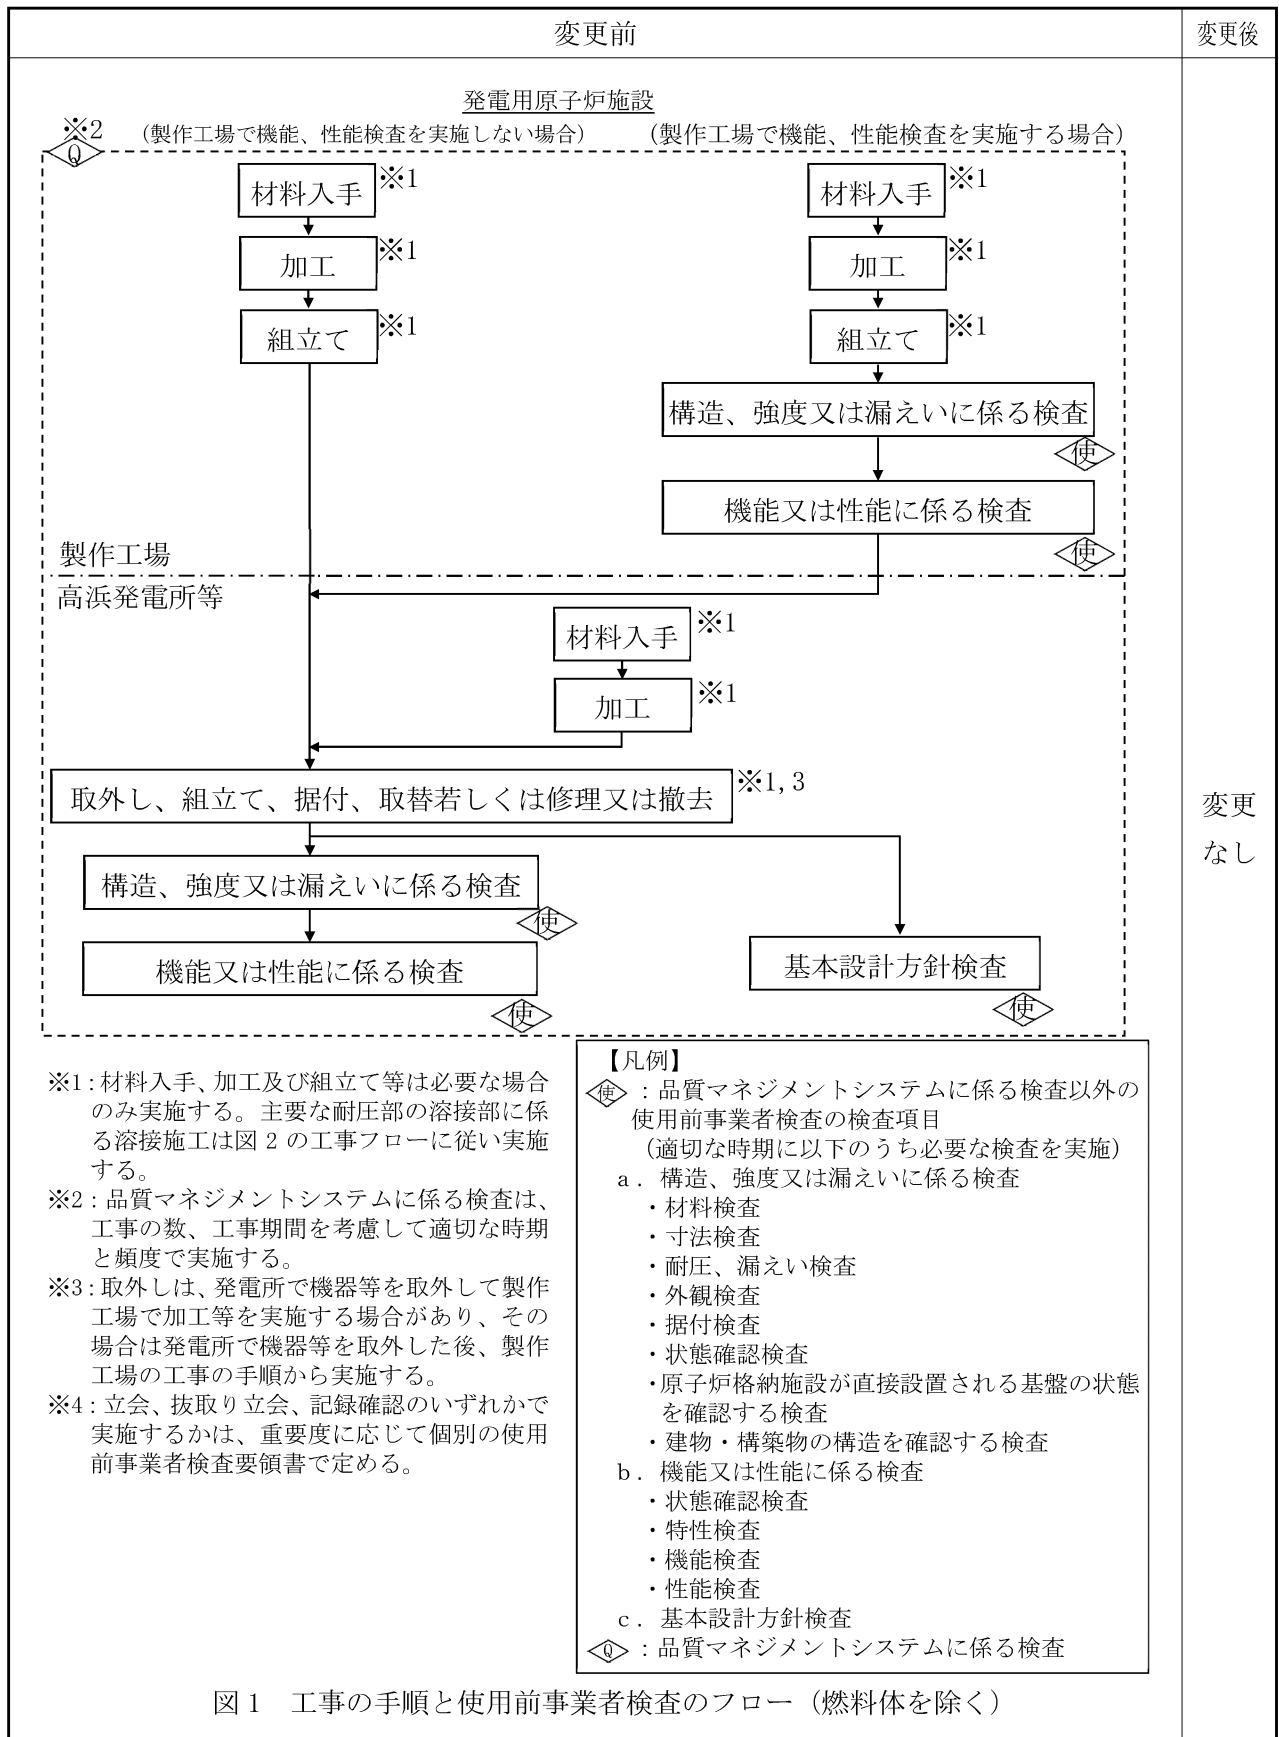 変更前
変更後
発電用原子炉施設
※2
(製作工場で機能、性能検査を実施しない場合)
(製作工場で機能、性能検査を実施する場合)
Q
材料入手
※1
加工
※1
組立て
※1
材料入手
※1
加工
※1
組立て
※1
構造、強度又は漏えいに係る検査
使
機能又は性能に係る検査
使
製作工場
高浜発電所等
材料入手
※1
加工
※1
取外し、組立て、据付、取替若しくは修理又は撤去
※1,3
構造、強度又は漏えいに係る検査
使
機能又は性能に係る検査
使
基本設計方針検査
使
変更
なし
※1:材料入手、加工及び組立て等は必要な場合
のみ実施する。主要な耐圧部の溶接部に係
る溶接施工は図2の工事フローに従い実施
する。
※2:品質マネジメントシステムに係る検査は、
工事の数、工事期間を考慮して適切な時期
と頻度で実施する。
※3:取外しは、発電所で機器等を取外して製作
工場で加工等を実施する場合があり、その
場合は発電所で機器等を取外した後、製作
工場の工事の手順から実施する。
※4:立会、抜取り立会、記録確認のいずれかで
実施するかは、重要度に応じて個別の使用
前事業者検査要領書で定める。
【凡例】
使:品質マネジメントシステムに係る検査以外の
使用前事業者検査の検査項目
(適切な時期に以下のうち必要な検査を実施)
a.構造、強度又は漏えいに係る検査
・材料検査
・寸法検査
・耐圧、漏えい検査
・外観検査
・据付検査
・状態確認検査
・原子炉格納施設が直接設置される基盤の状態
を確認する検査
・建物・構築物の構造を確認する検査
b.機能又は性能に係る検査
・状態確認検査
・特性検査
・機能検査
・性能検査
c.基本設計方針検査
Q:品質マネジメントシステムに係る検査
図1 工事の手順と使用前事業者検査のフロー(燃料体を除く)